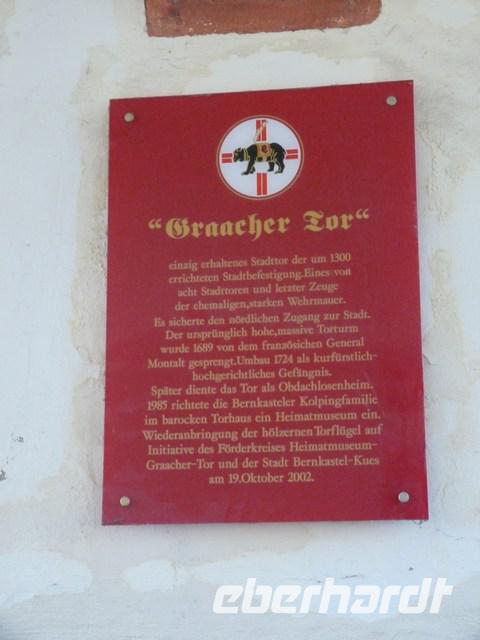 “Graacher Tor“
einzig erhaltenes Stadttor der um 1300
errichteten Stadtbefestigung.Eines von
acht Stadttoren und letzter Zeuge
der ehemaligen,starken Wehrmauer.
Es sicherte den nördlichen Zugang zur Stadt.
Der ursprünglich hohe,massive Torturm
wurde 1689 von dem französichen General
Montalt gesprengt.Umbau 1724 als kurfürstlich-
hochgerichtliches Gefängnis.
Später diente das Tor als Obdachlosenheim.
1985 richtete die Bernkasteler Kolpingfamilie
im barocken Torhaus ein Heimatmuseum ein.
Wiederanbringung der hölzernen Torflügel auf
Initiative des Förderkreises Heimatmuseum-
Graacher-Tor und der Stadt Bernkastel-Kues
am 19.Oktober 2002.
eberhardt